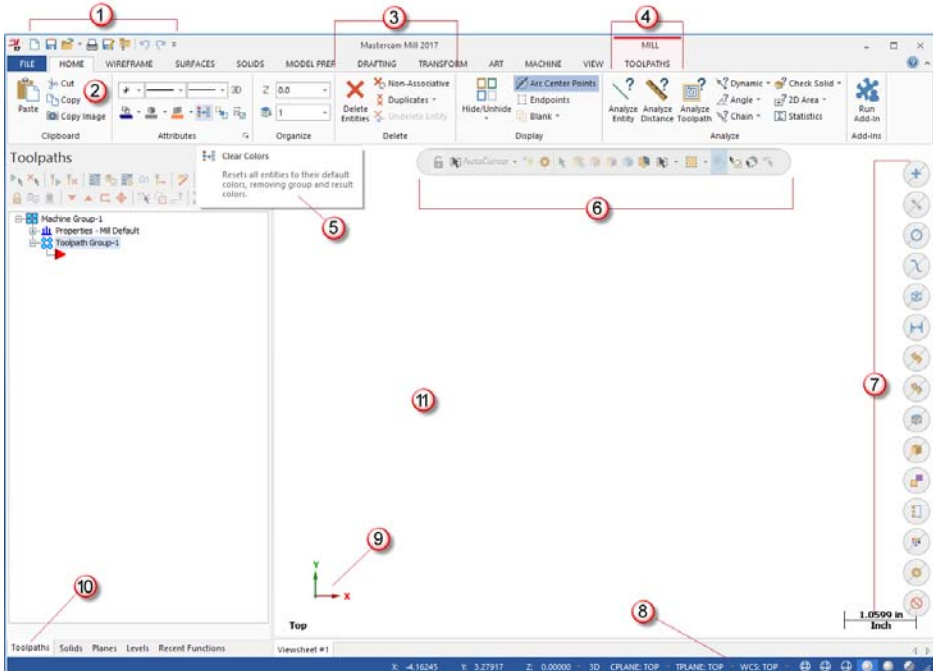 1
3
4
Mastercam Mill 2017
MILL
FILE HOME WIREFRAME SURFACES SOLIDS MODEL PREP DRAFTING TRANSFORM ART MACHINE VIEW TOOLPATHS
Paste
Cut
Copy
Copy Image
2
Clipboard
3D
Attributes
Z 0.0
1
Organize
Delete Entities
Non-Associative
Duplicates
Undelete Entity
Delete
Hide/Unhide
Arc Center Points
Endpoints
Blank
Display
Analyze Entity
Analyze Distance
Analyze Toolpath
Dynamic
Angle
Chain
Check Solid
2D Area
Statistics
Analyze
Run Add-In
Add-Ins
Toolpaths
Clear Colors
Resets all entities to their default
colors, removing group and result
colors.
5
AutoCursor
6
Machine Group-1
Properties - Mill Default
Toolpath Group-1
7
11
9
Y
X
10
8
Top
1.0599 in
Inch
Toolpaths Solids Planes Levels Recent Functions
Viewsheet #1
X: -4.16245 Y: 3.27917 Z: 0.00000 3D CPLANE: TOP TPLANE: TOP WCS: TOP